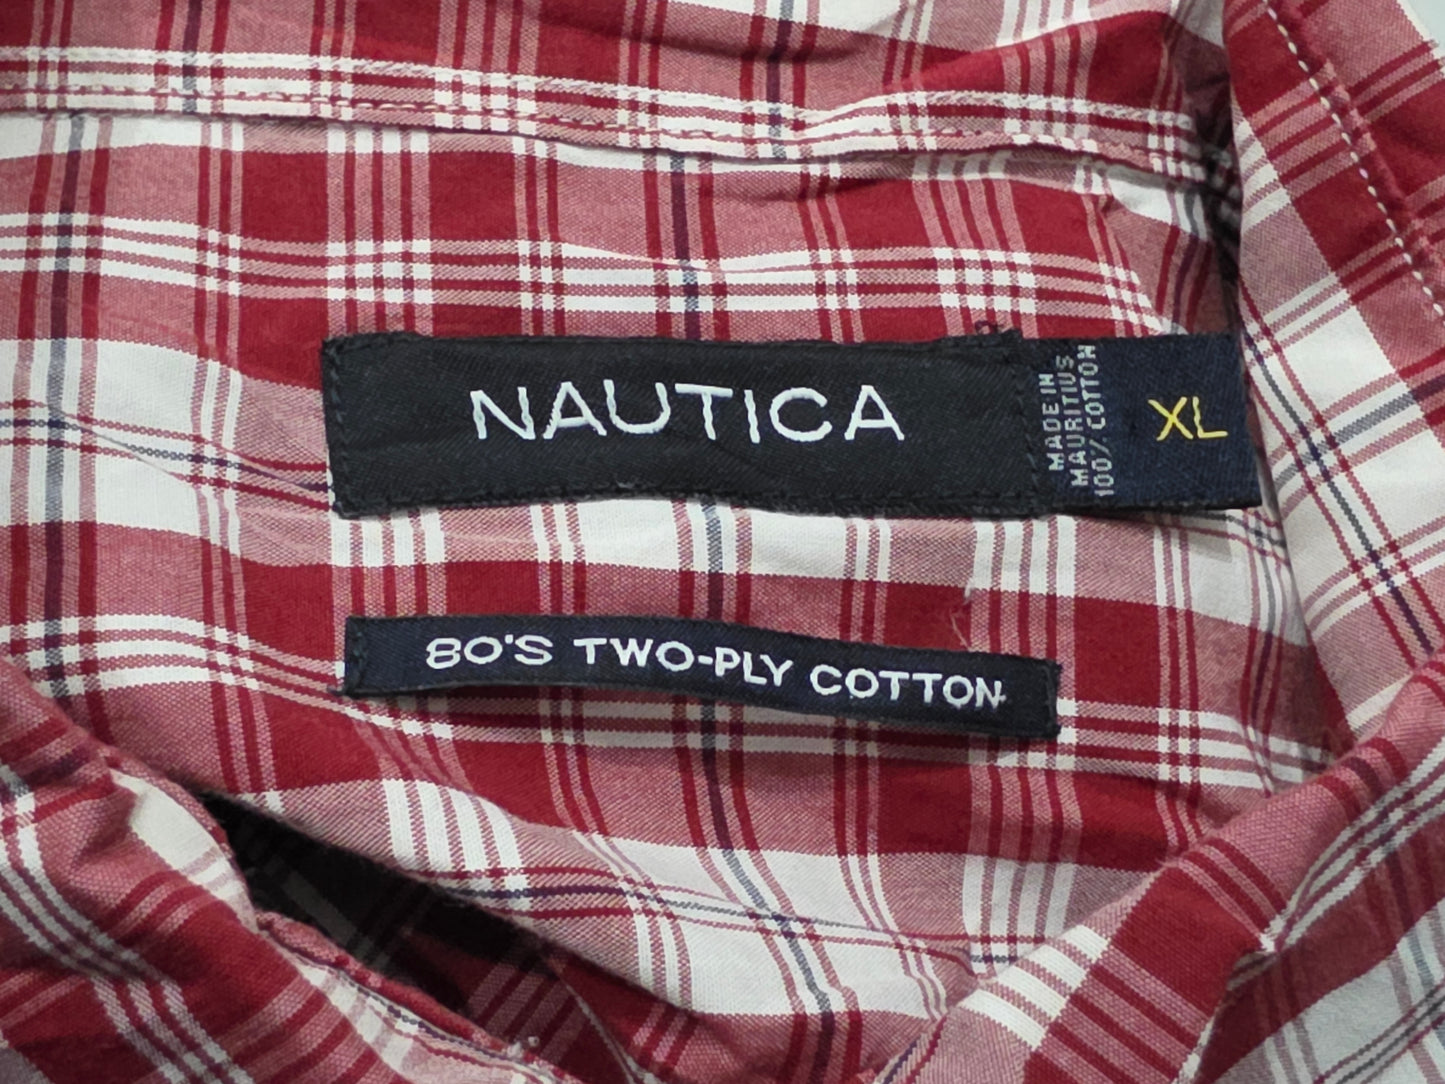 NAUTICA
MADE IN
MAURITIUS
100% COTTON
XL
80'S TWO-PLY COTTON